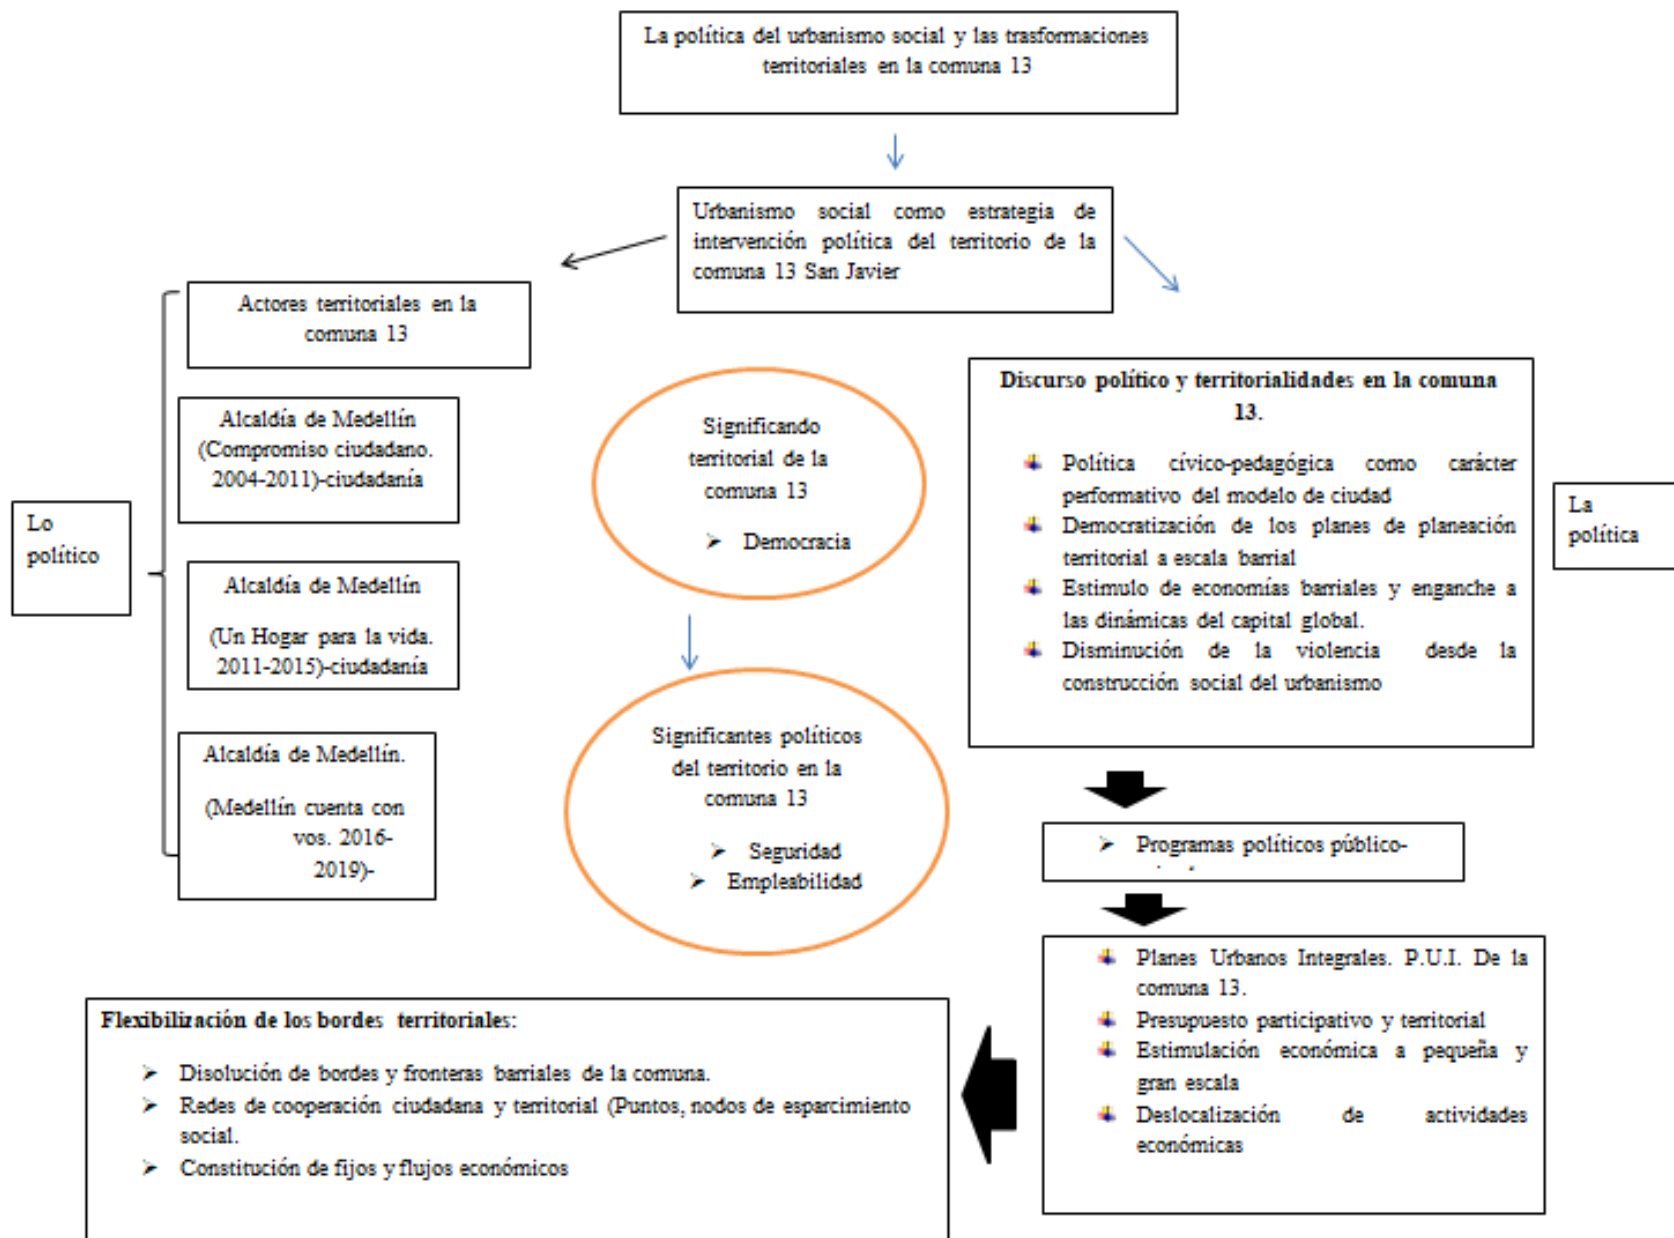 La política del urbanismo social y las trasformaciones
territoriales en la comuna 13
Urbanismo social como estrategia de
intervención política del territorio de la
comuna 13 San Javier
Actores territoriales en la
comuna 13
Alcaldía de Medellín
(Compromiso ciudadano.
2004-2011)-ciudadanía
Lo
político
Alcaldía de Medellín
(Un Hogar para la vida.
2011-2015)-ciudadanía
Alcaldía de Medellín.
(Medellín cuenta con
vos. 2016-
2019)-
Significando
territorial de la
comuna 13
➢ Democracia
Significantes políticos
del territorio en la
comuna 13
➢ Seguridad
➢ Empleabilidad
Discurso político y territorialidades en la comuna
13.
Política cívico-pedagógica como carácter
performativo del modelo de ciudad
Democratización de los planes de planeación
territorial a escala barrial
Estimulo de economías barriales y enganche a
las dinámicas del capital global.
Disminución de la violencia desde la
construcción social del urbanismo
La
política
➢ Programas políticos público-
Planes Urbanos Integrales. P.U.I. De la
comuna 13.
Presupuesto participativo y territorial
Estimulación económica a pequeña y
gran escala
Deslocalización de actividades
económicas
Flexibilización de los bordes territoriales:
➢ Disolución de bordes y fronteras barriales de la comuna.
➢ Redes de cooperación ciudadana y territorial (Puntos, nodos de esparcimiento
social.
➢ Constitución de fijos y flujos económicos